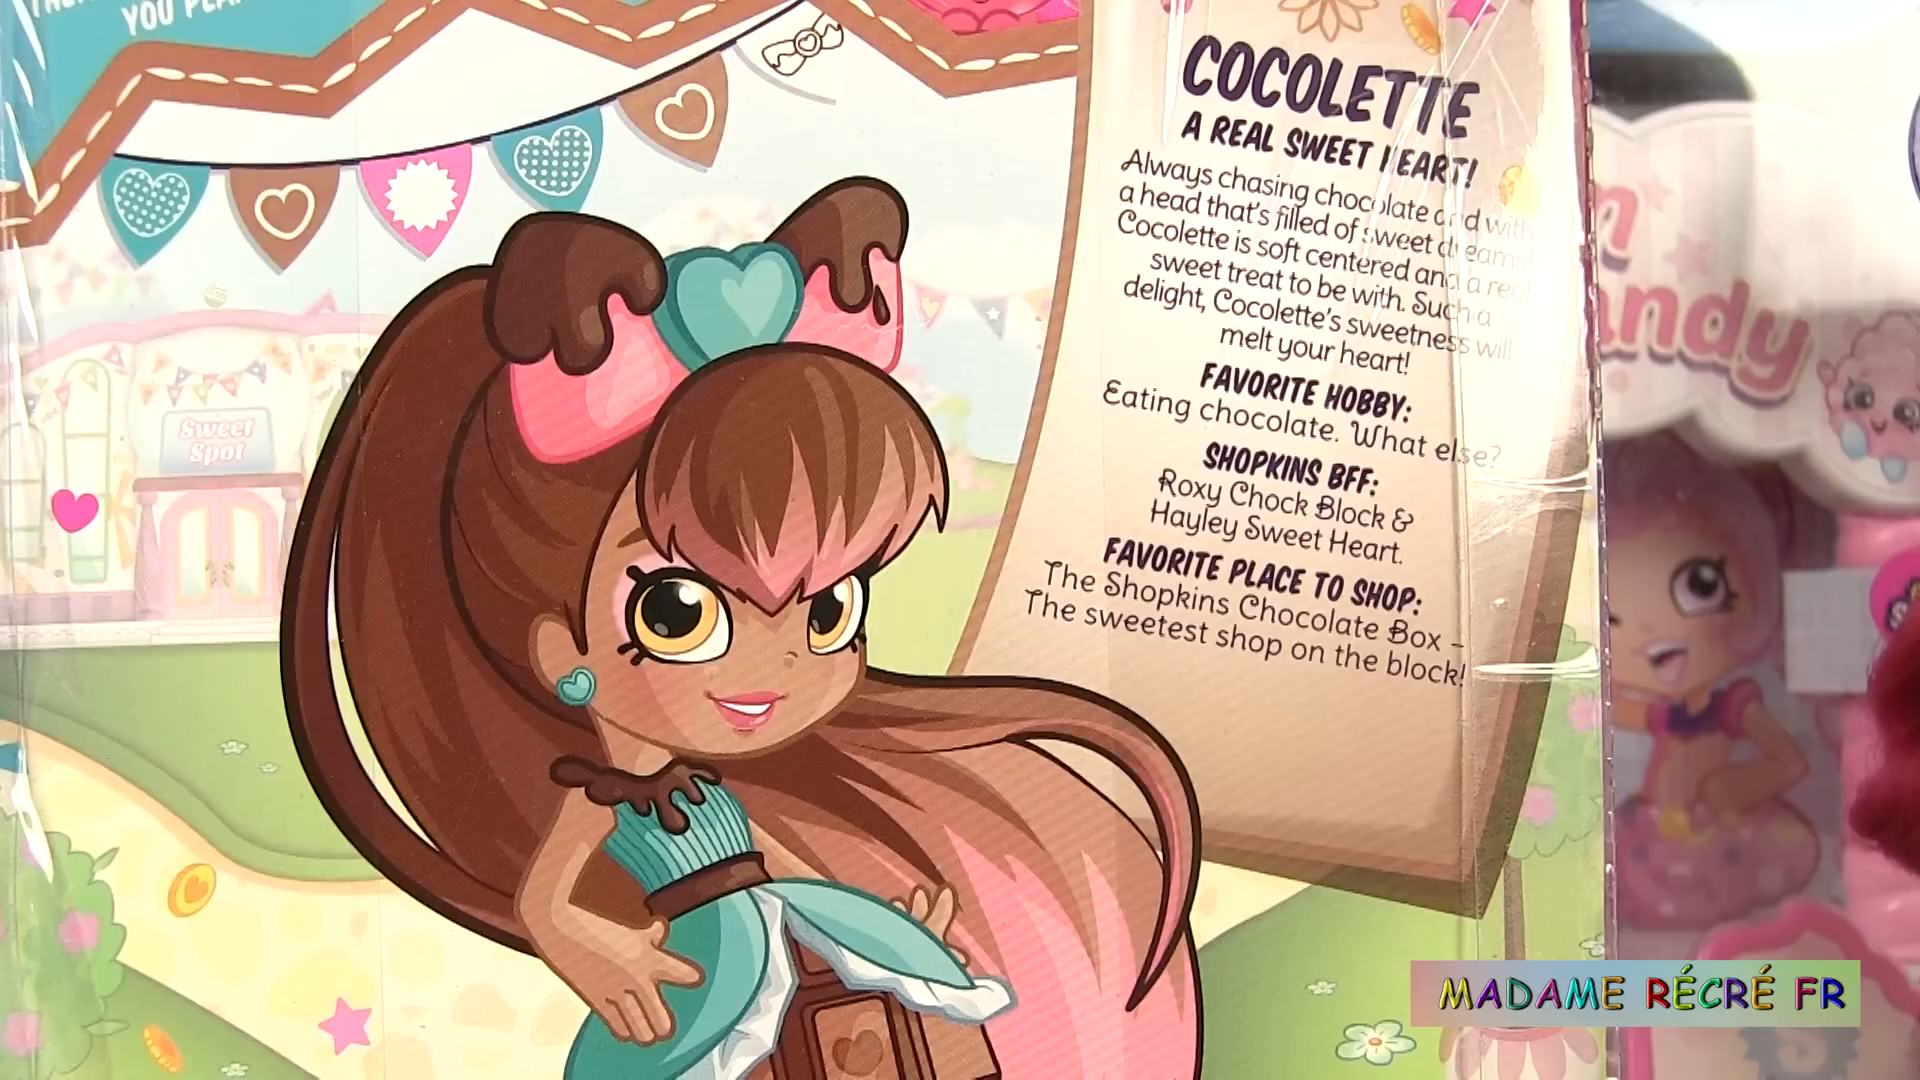 YOU PLAY
COCOLETTE
A REAL SWEET HEART!
Always chasing chocolate and with
a head that's filled of sweet dreams!
Cocolette is soft centered and a real
sweet treat to be with. Such a
delight, Cocolette's sweetness will
melt your heart!
FAVORITE HOBBY:
Eating chocolate. What else?
SHOPKINS BFF:
Roxy Chock Block &
Hayley Sweet Heart.
FAVORITE PLACE TO SHOP:
The Shopkins Chocolate Box –
The sweetest shop on the block!
Sweet
Spot
MADAME RÉCRÉ FR